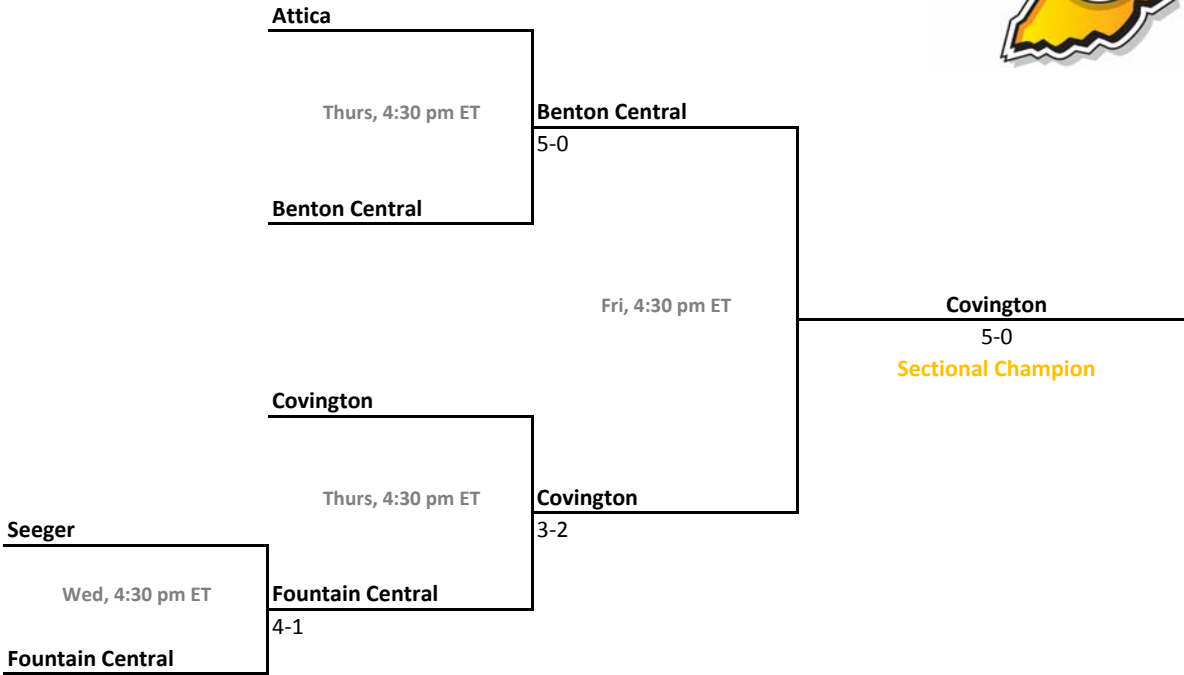 Attica
Thurs, 4:30 pm ET
Benton Central
5-0
Benton Central
Fri, 4:30 pm ET
Covington
5-0
Sectional Champion
Covington
Thurs, 4:30 pm ET
Covington
3-2
Seeger
Wed, 4:30 pm ET
Fountain Central
4-1
Fountain Central